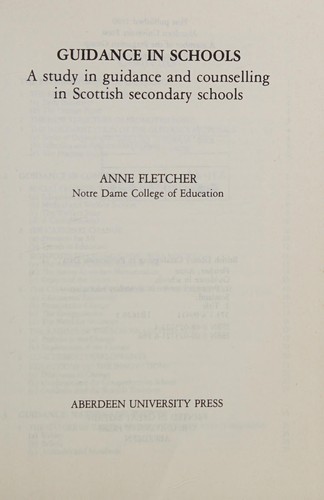 GUIDANCE IN SCHOOLS
A study in guidance and counselling
in Scottish secondary schools
ANNE FLETCHER
Notre Dame College of Education
ABERDEEN UNIVERSITY PRESS